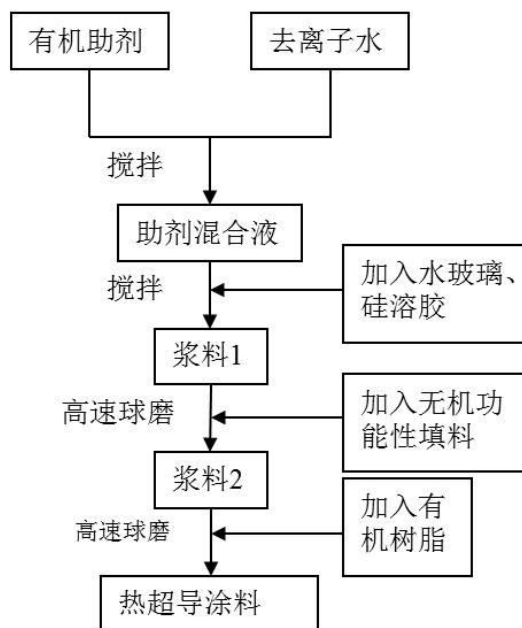 有机助剂
去离子水
搅拌
助剂混合液
搅拌
加入水玻璃、
硅溶胶
浆料1
高速球磨
加入无机功
能性填料
浆料2
高速球磨
加入有
机树脂
热超导涂料